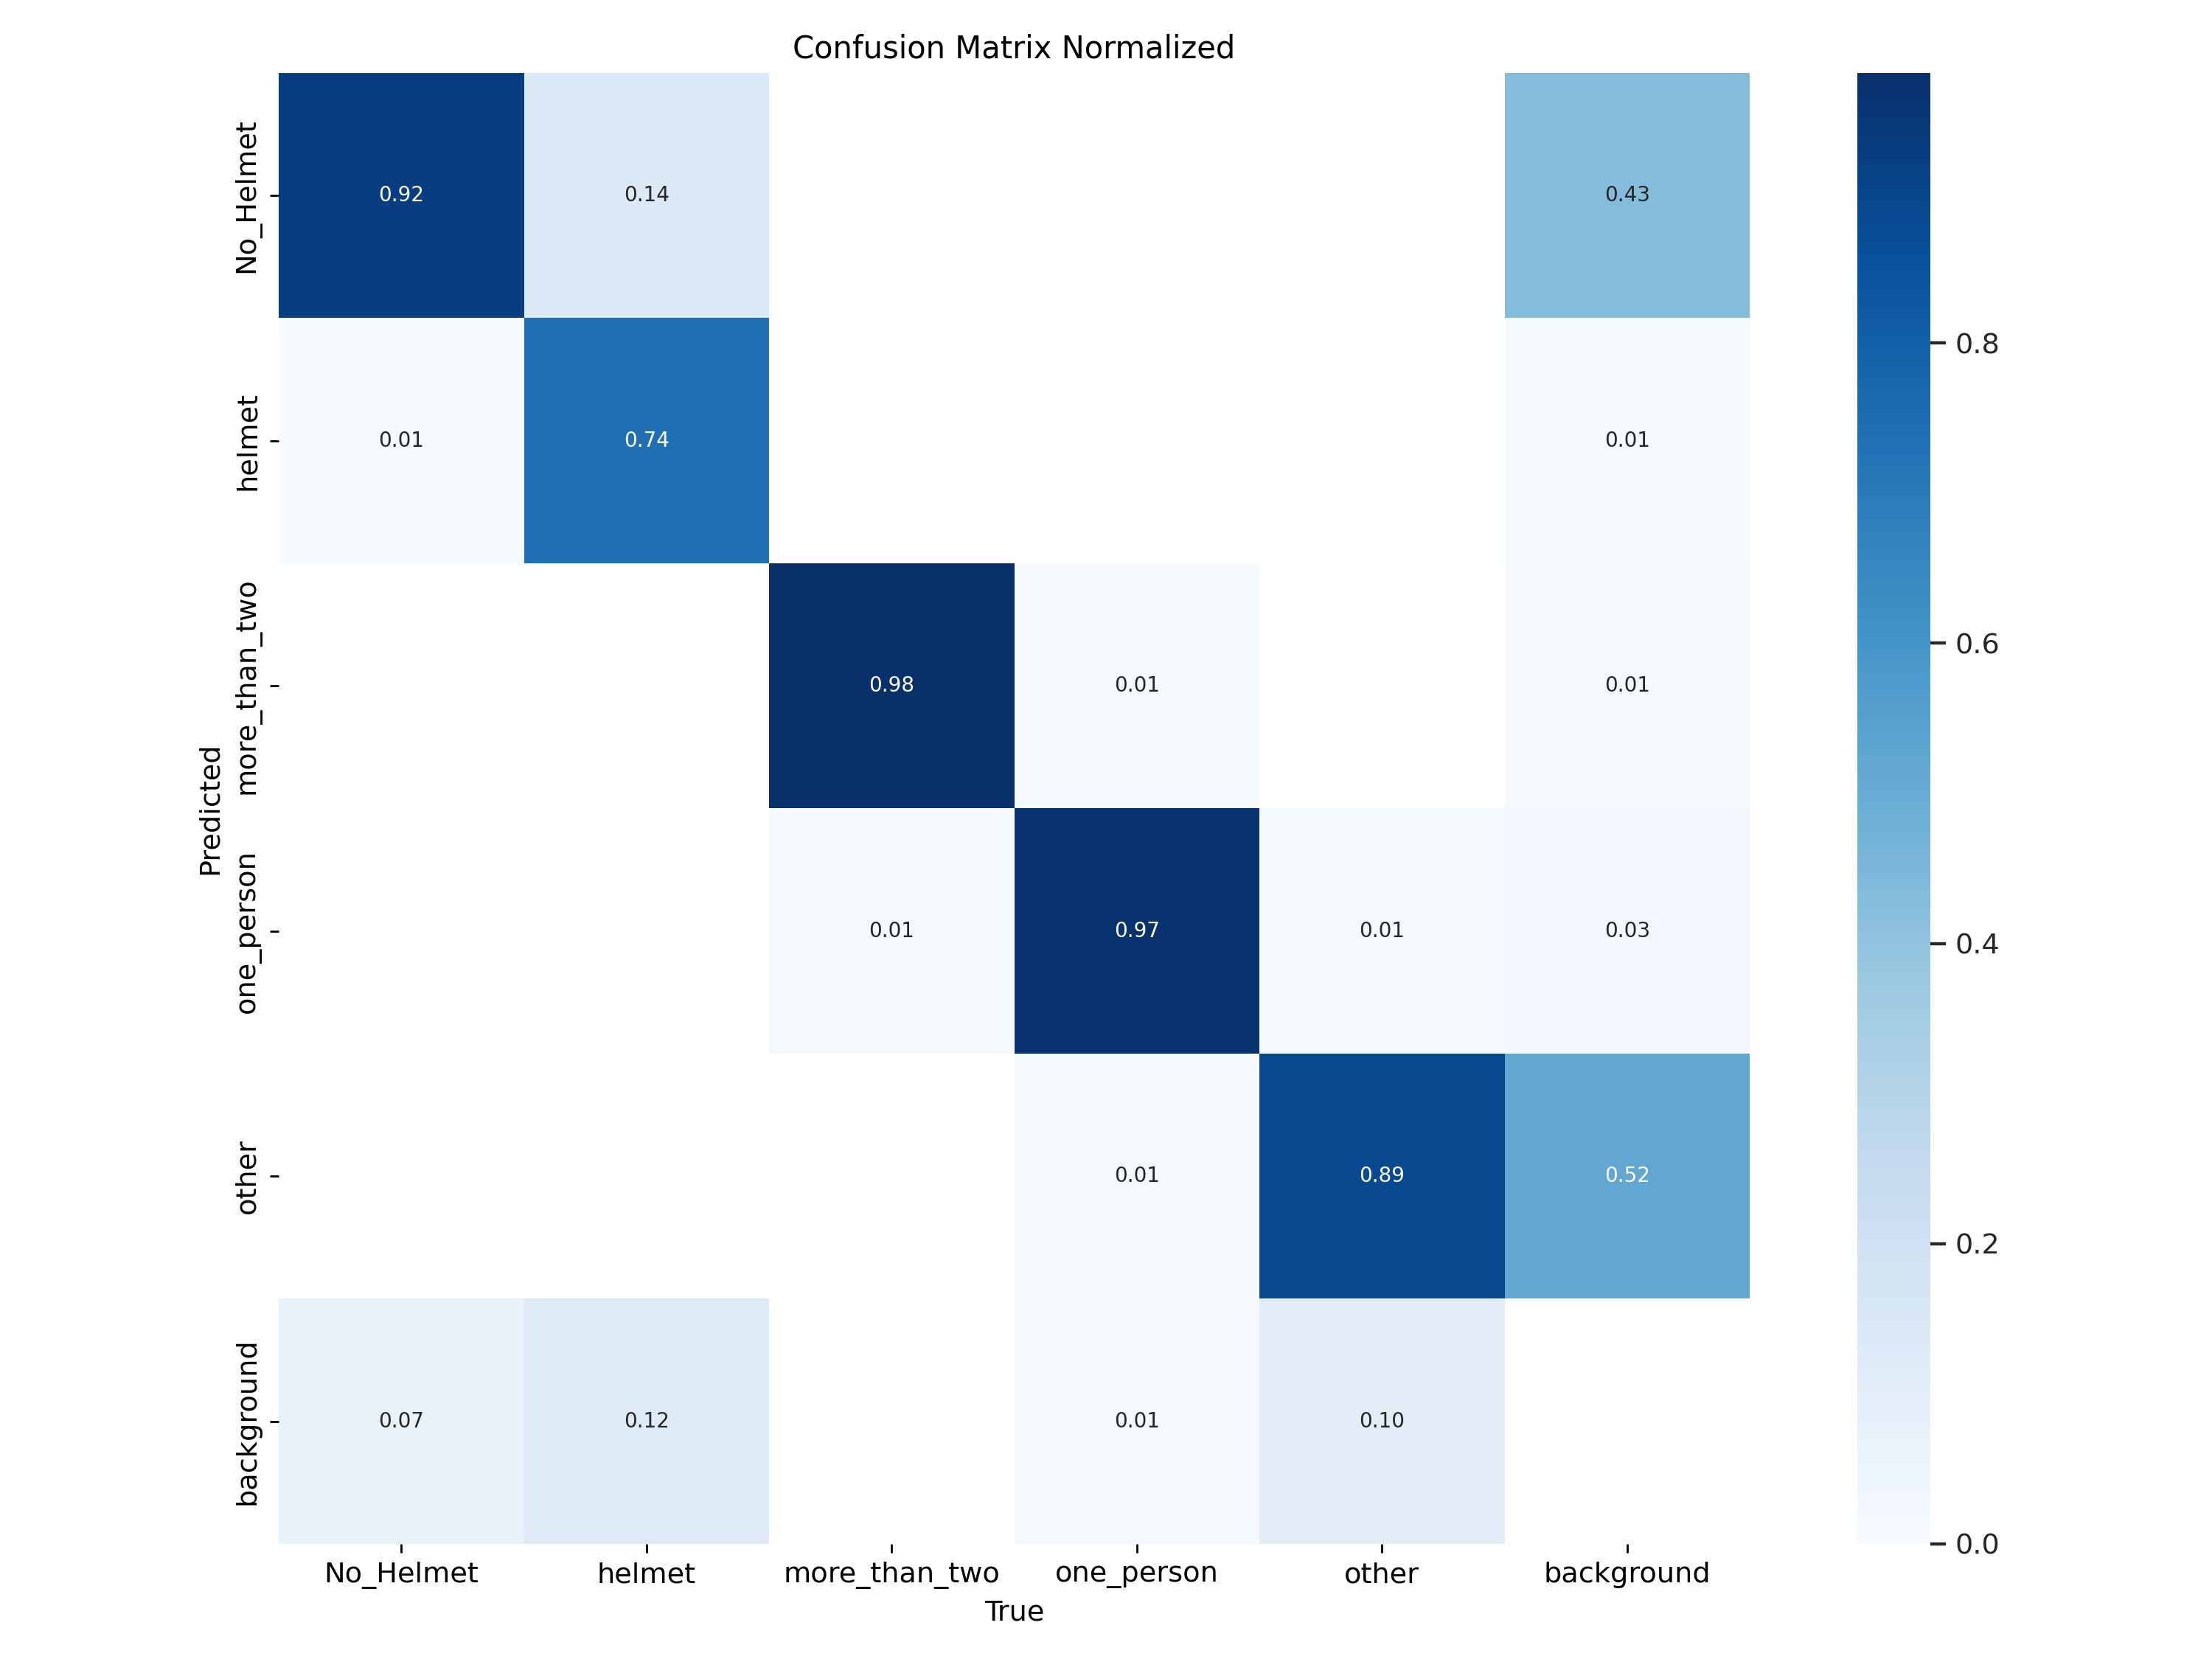 Confusion Matrix Normalized
No_Helmet
0.92
0.14
0.43
helmet
0.01
0.74
0.01
0.8
more_than_two
0.98
0.01
0.01
0.6
Predicted
one_person
0.01
0.97
0.01
0.03
0.4
other
0.01
0.89
0.52
0.2
background
0.07
0.12
0.01
0.10
0.0
No_Helmet
helmet
more_than_two
one_person
other
background
True